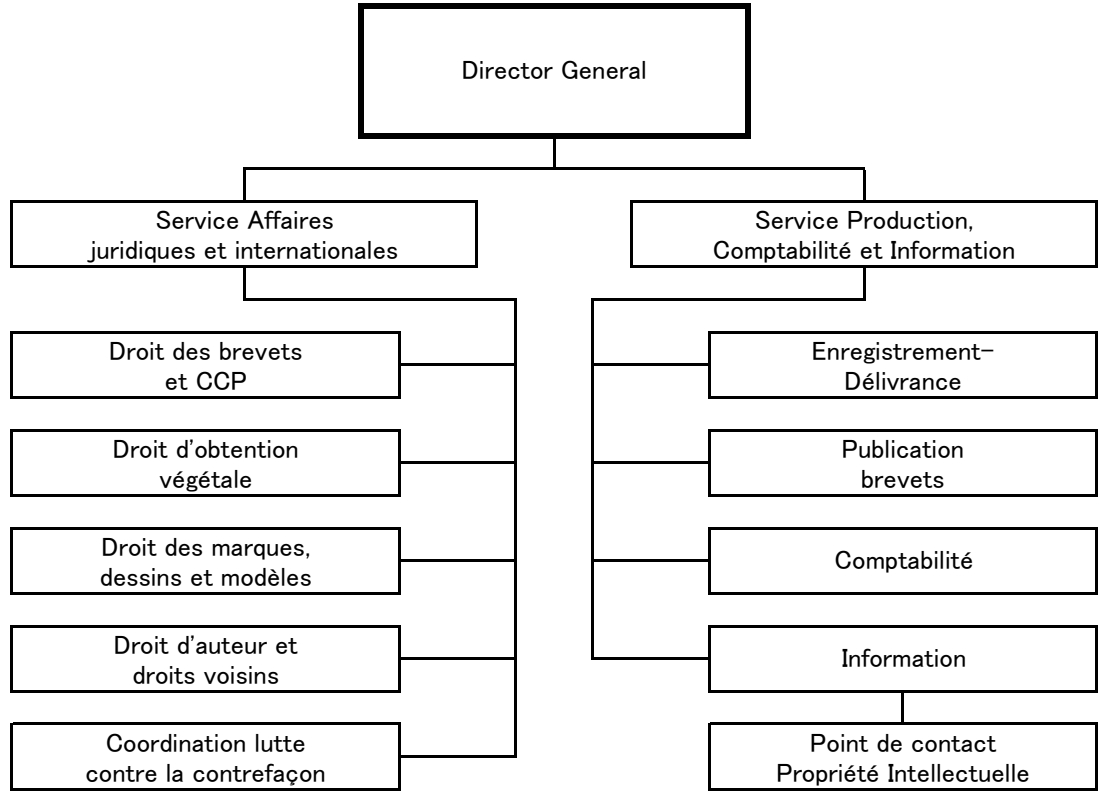 Director General
Service Affaires
juridiques et internationales
Droit des brevets
et CCP
Droit d'obtention
végétale
Droit des marques,
dessins et modèles
Droit d'auteur et
droits voisins
Coordination lutte
contre la contrefaçon
Service Production,
Comptabilité et Information
Enregistrement-
Délivrance
Publication
brevets
Comptabilité
Information
Point de contact
Propriété Intellectuelle